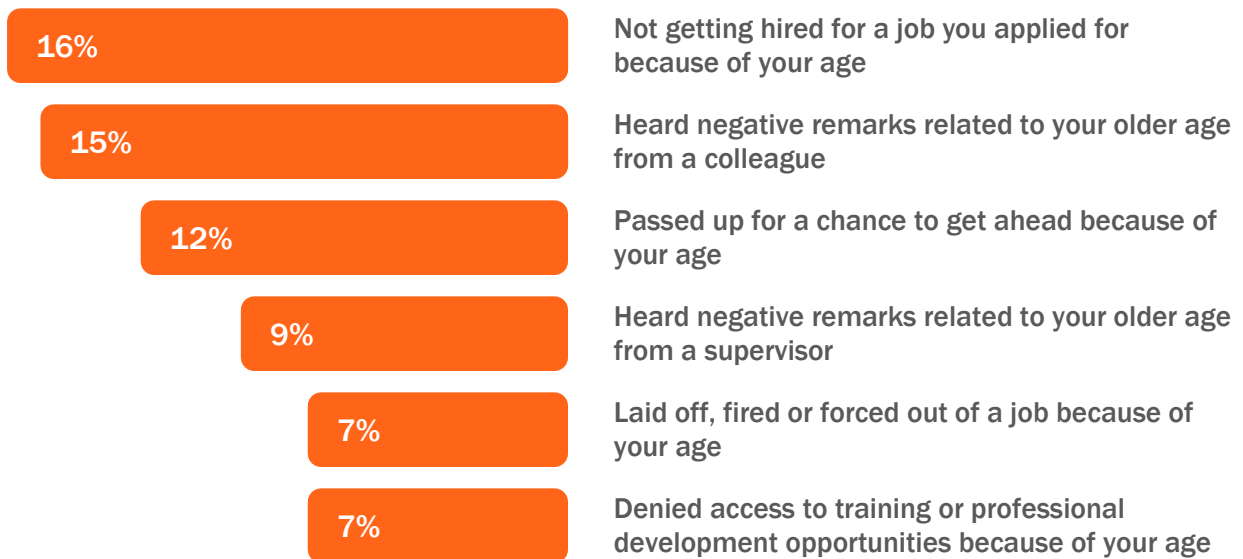 16%
Not getting hired for a job you applied for
because of your age
15%
Heard negative remarks related to your older age
from a colleague
12%
Passed up for a chance to get ahead because of
your age
9%
Heard negative remarks related to your older age
from a supervisor
7%
Laid off, fired or forced out of a job because of
your age
7%
Denied access to training or professional
development opportunities because of your age